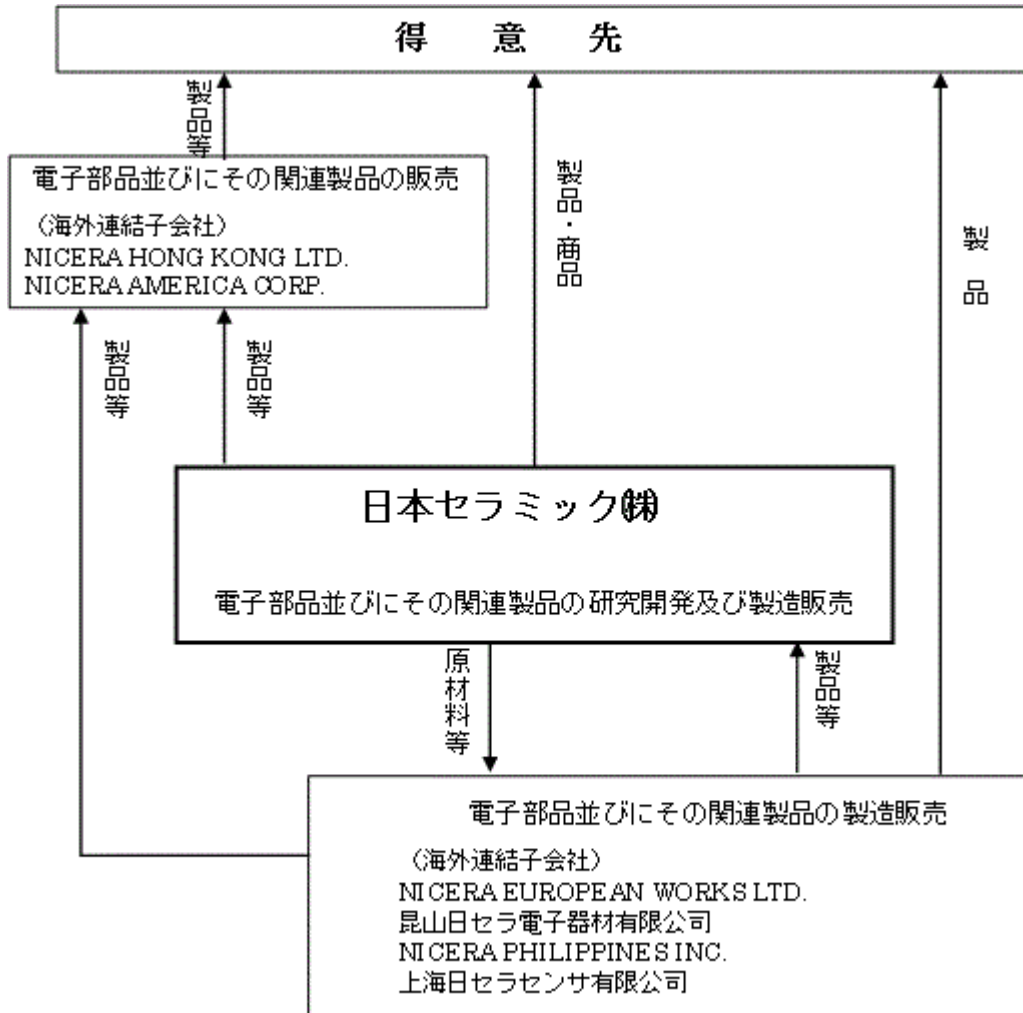 得 意 先
製品等
電子部品並びにその関連製品の販売
（海外連結子会社）
NICERA HONG KONG LTD.
NICERA AMERICA CORP.
製品・商品
製品
製品等
製品等
日本セラミック㈱
電子部品並びにその関連製品の研究開発及び製造販売
原材料等
製品等
電子部品並びにその関連製品の製造販売
（海外連結子会社）
NICERA EUROPEAN WORKS LTD.
昆山日セラ電子器材有限公司
NICERA PHILIPPINES INC.
上海日セラセンサ有限公司